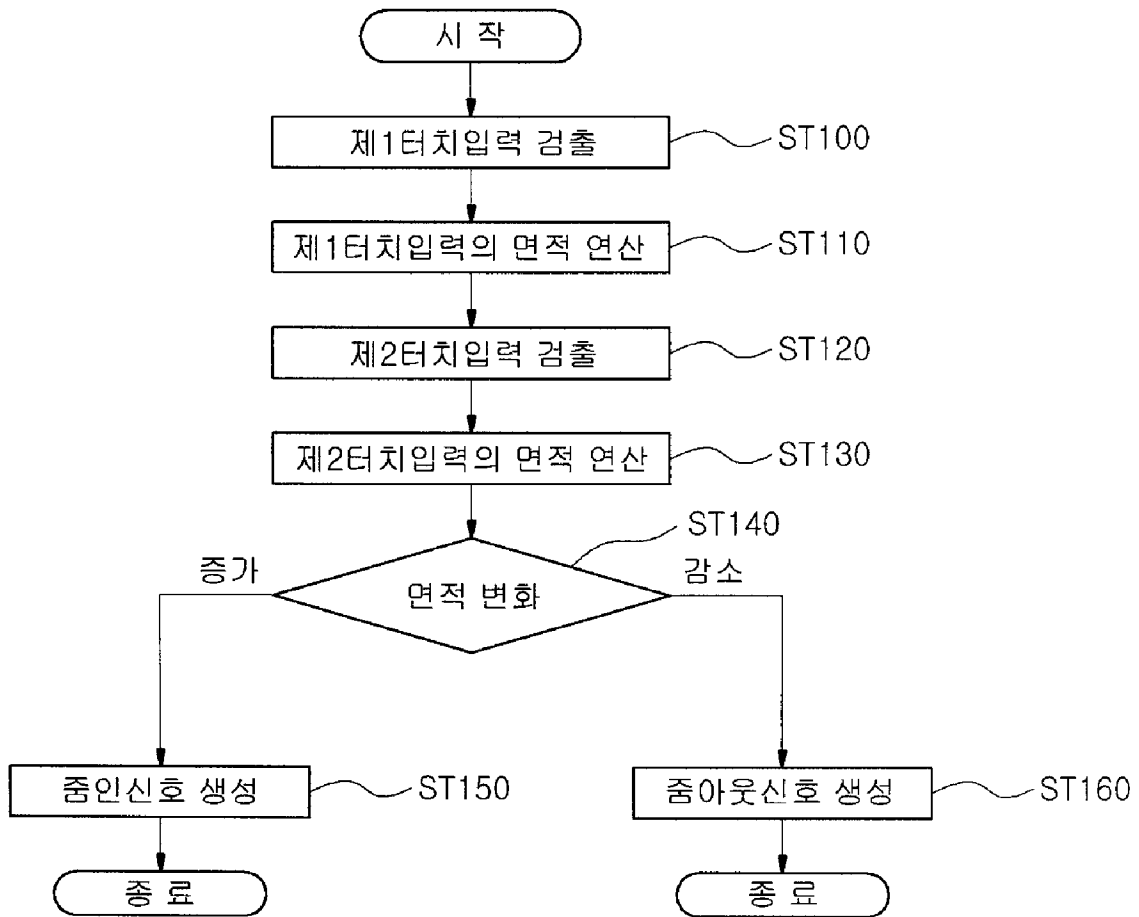 시 작
제1터치입력 검출
ST100
제1터치입력의 면적 연산
ST110
제2터치입력 검출
ST120
제2터치입력의 면적 연산
ST130
ST140
증가
면적 변화
감소
줌인신호 생성
ST150
줌아웃신호 생성
ST160
종 료
종 료